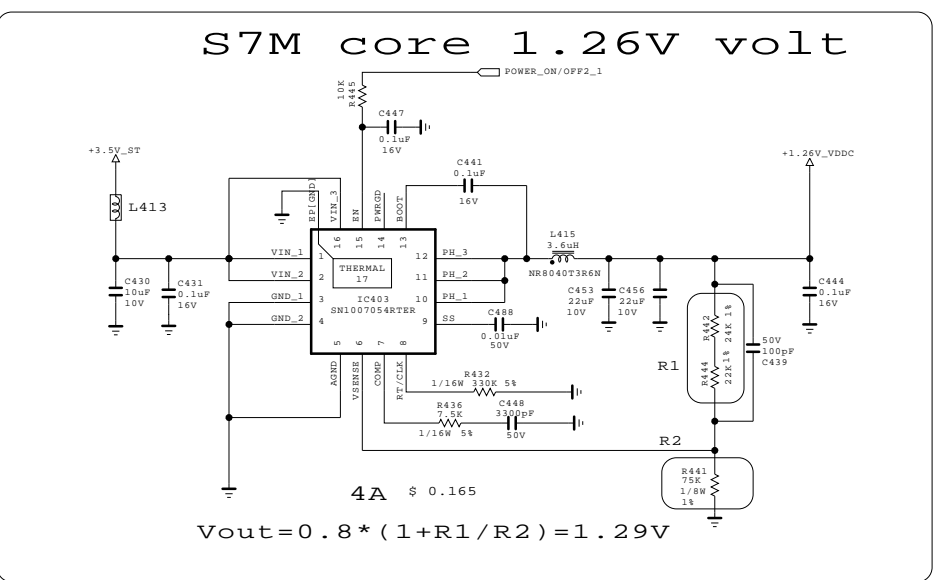 S7M core 1.26V volt
POWER_ON/OFF2_1
10K
R445
C447
0.1uF
16V
+3.5V_ST
L413
C441
0.1uF
16V
+1.26V_VDDC
EP[GND]
VIN_3
EN
PWRGD
BOOT
16
15
14
13
L415
3.6uH
NR8040T3R6N
VIN_1
1
THERMAL
17
12
PH_3
VIN_2
2
11
PH_2
GND_1
3
IC403
SN1007054RTER
10
PH_1
GND_2
4
9
SS
C430
10uF
10V
C431
0.1uF
16V
C488
0.01uF
50V
C453
22uF
10V
C456
22uF
10V
C444
0.1uF
16V
R442
24K 1%
R444
22K 1%
R1
50V
100pF
C439
5
6
7
8
AGND
VSENSE
COMP
RT/CLK
R432
1/16W 330K 5%
R436
7.5K
1/16W 5%
C448
3300pF
50V
R2
R441
75K
1/8W
1%
4A $ 0.165
Vout=0.8*(1+R1/R2)=1.29V